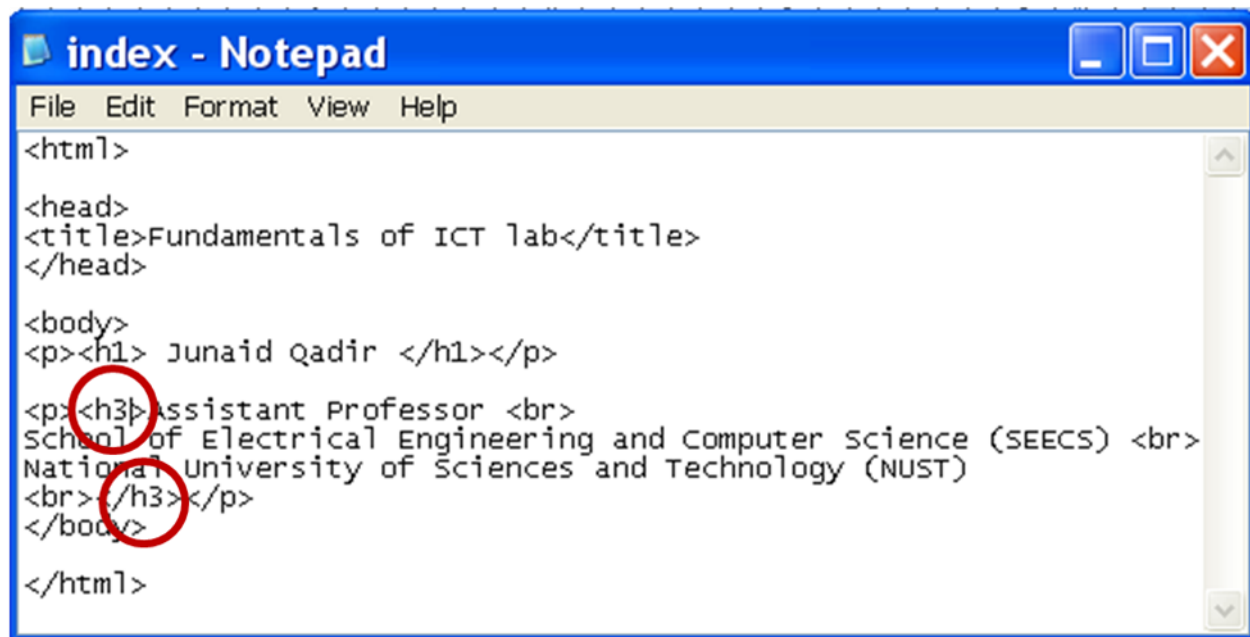 index - Notepad
File Edit Format View Help
<html>
<head>
<title>Fundamentals of ICT lab</title>
</head>
<body>
<p><h1> Junaid Qadir </h1></p>
<p><h3>Assistant Professor <br>
School of Electrical Engineering and Computer Science (SEECS) <br>
National University of Sciences and Technology (NUST)
<br></h3></p>
</body>
</html>